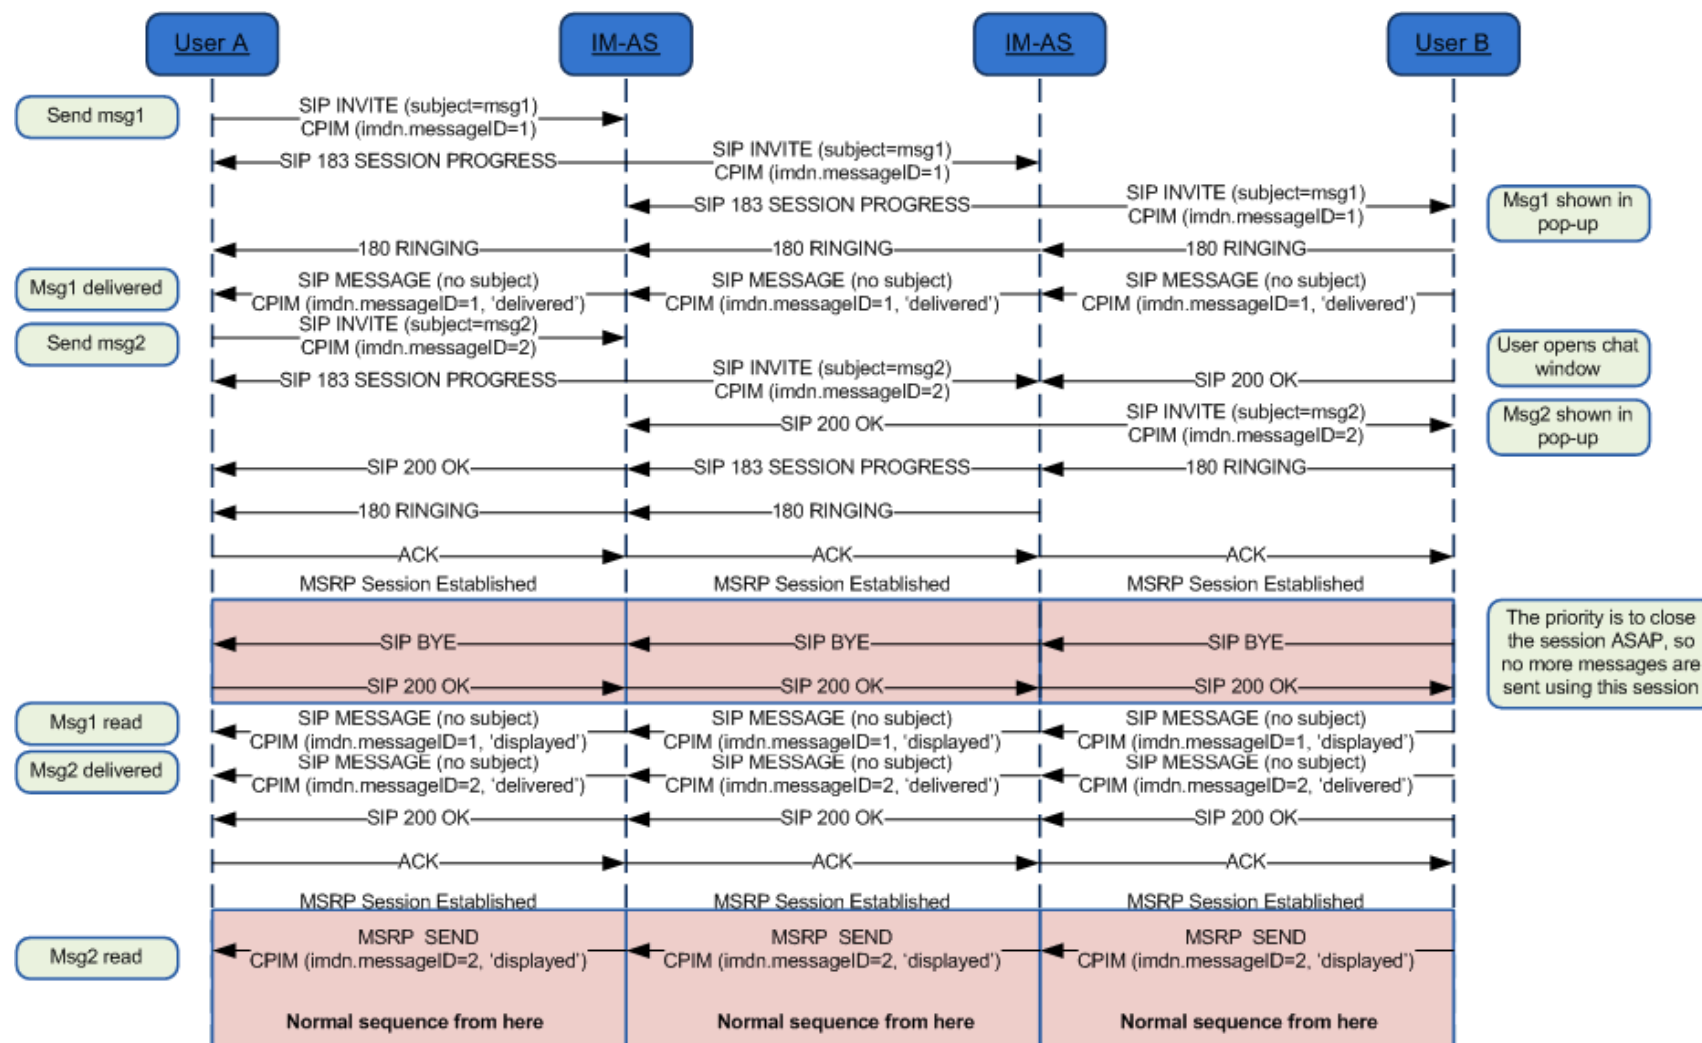 User A
IM-AS
IM-AS
User B
Send msg1
SIP INVITE (subject=msg1)
CPIM (imdn.messageID=1)
SIP 183 SESSION PROGRESS
SIP INVITE (subject=msg1)
CPIM (imdn.messageID=1)
SIP 183 SESSION PROGRESS
SIP INVITE (subject=msg1)
CPIM (imdn.messageID=1)
Msg1 shown in
pop-up
180 RINGING
180 RINGING
180 RINGING
Msg1 delivered
SIP MESSAGE (no subject)
CPIM (imdn.messageID=1, ‘delivered’)
SIP MESSAGE (no subject)
CPIM (imdn.messageID=1, ‘delivered’)
SIP MESSAGE (no subject)
CPIM (imdn.messageID=1, ‘delivered’)
Send msg2
SIP INVITE (subject=msg2)
CPIM (imdn.messageID=2)
User opens chat
window
SIP 183 SESSION PROGRESS
SIP INVITE (subject=msg2)
CPIM (imdn.messageID=2)
SIP 200 OK
SIP 200 OK
SIP INVITE (subject=msg2)
CPIM (imdn.messageID=2)
Msg2 shown in
pop-up
SIP 200 OK
SIP 183 SESSION PROGRESS
180 RINGING
180 RINGING
180 RINGING
ACK
ACK
ACK
MSRP Session Established
MSRP Session Established
MSRP Session Established
SIP BYE
SIP BYE
SIP BYE
The priority is to close
the session ASAP, so
no more messages are
sent using this session
SIP 200 OK
SIP 200 OK
SIP 200 OK
Msg1 read
SIP MESSAGE (no subject)
CPIM (imdn.messageID=1, ‘displayed’)
SIP MESSAGE (no subject)
CPIM (imdn.messageID=1, ‘displayed’)
SIP MESSAGE (no subject)
CPIM (imdn.messageID=1, ‘displayed’)
Msg2 delivered
SIP MESSAGE (no subject)
CPIM (imdn.messageID=2, ‘delivered’)
SIP MESSAGE (no subject)
CPIM (imdn.messageID=2, ‘delivered’)
SIP MESSAGE (no subject)
CPIM (imdn.messageID=2, ‘delivered’)
SIP 200 OK
SIP 200 OK
SIP 200 OK
ACK
ACK
ACK
MSRP Session Established
MSRP Session Established
MSRP Session Established
Msg2 read
MSRP SEND
CPIM (imdn.messageID=2, ‘displayed’)
MSRP SEND
CPIM (imdn.messageID=2, ‘displayed’)
MSRP SEND
CPIM (imdn.messageID=2, ‘displayed’)
Normal sequence from here
Normal sequence from here
Normal sequence from here